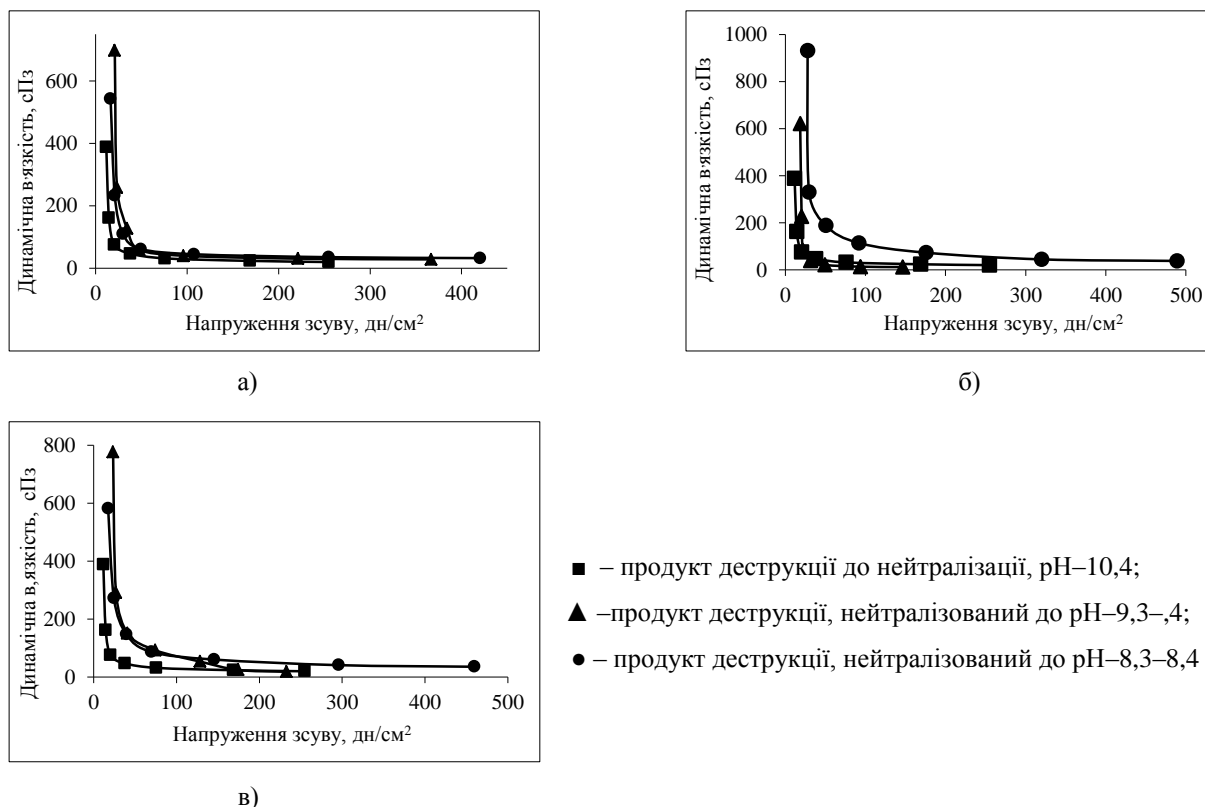 Динамічна в·язкість, сПз
600
400
200
0
0 100 200 300 400
Напруження зсуву, дн/см²
а)
Динамічна в·язкість, сПз
1000
800
600
400
200
0
0 100 200 300 400 500
Напруження зсуву, дн/см²
б)
Динамічна в,язкість, сПз
800
600
400
200
0
0 100 200 300 400 500
Напруження зсуву, дн/см²
в)
■ – продукт деструкції до нейтралізації, рН–10,4;
▲ –продукт деструкції, нейтралізований до рН–9,3–,4;
● – продукт деструкції, нейтралізований до рН–8,3–8,4